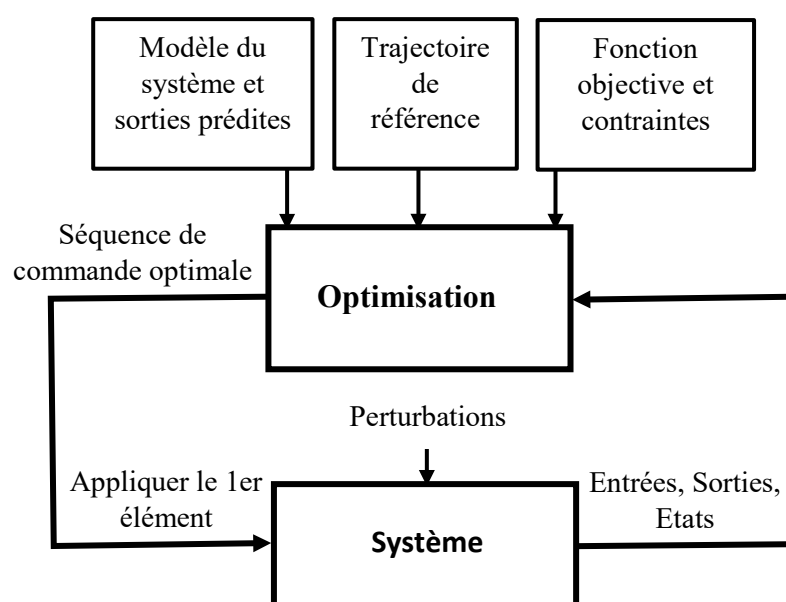 Modèle du
système et
sorties prédites
Trajectoire
de
référence
Fonction
objective et
contraintes
Séquence de
commande optimale
Optimisation
Perturbations
Appliquer le 1er
élément
Système
Entrées, Sorties,
Etats